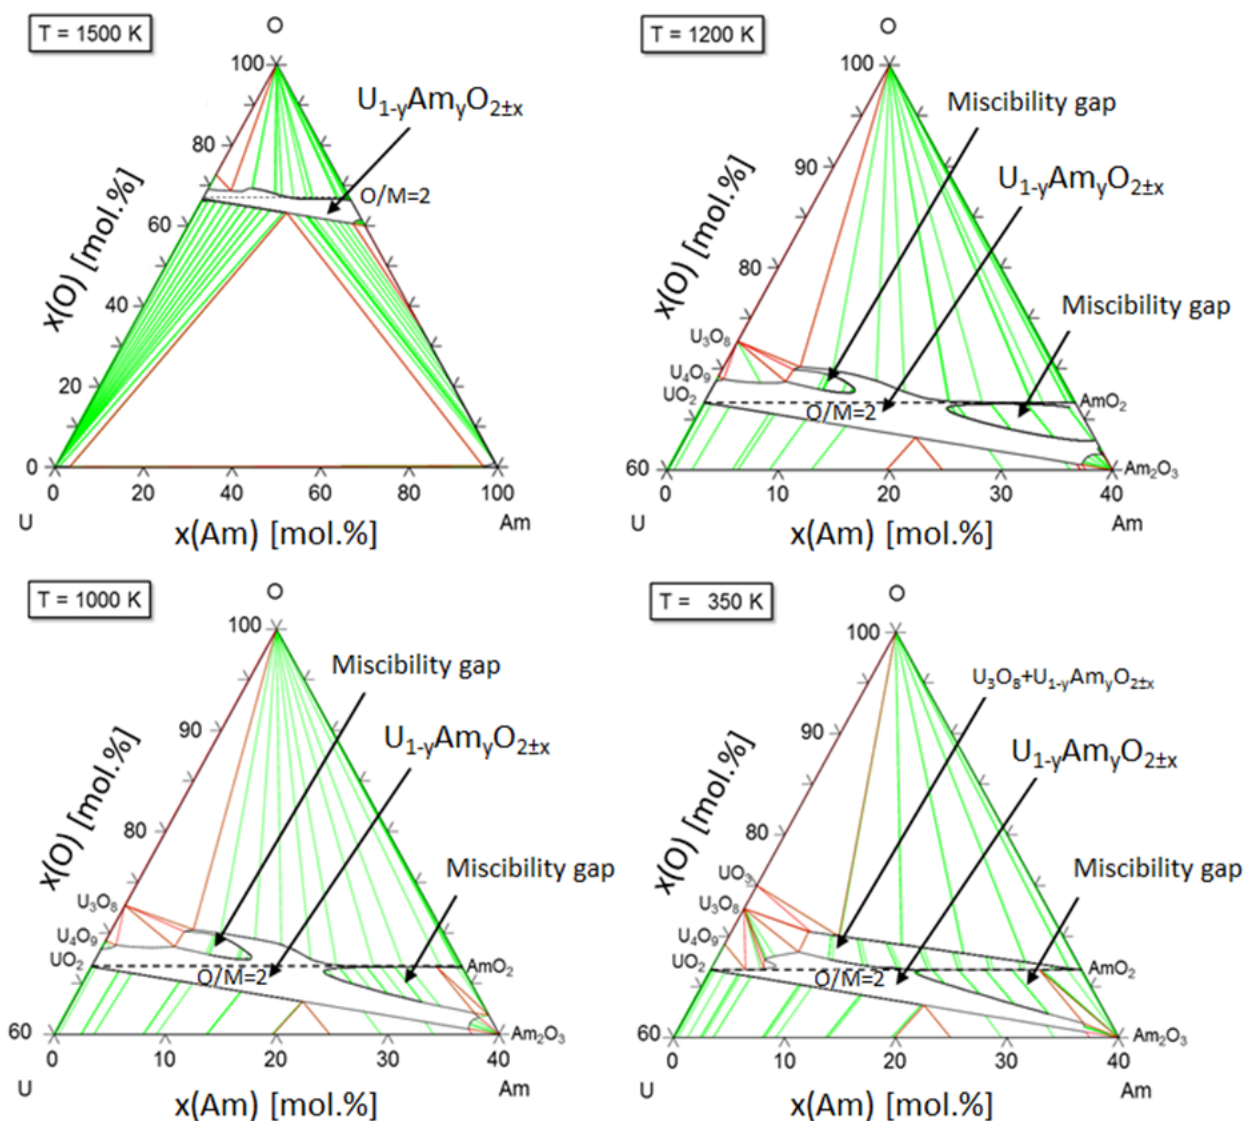 T = 1500 K
O
100
U₁₋yAmyO₂±ₓ
80
O/M=2
60
x(O) [mol.%]
40
20
0
0 20 40 60 80 100
U
x(Am) [mol.%]
Am
T = 1200 K
O
100
Miscibility gap
90
U₁₋yAmyO₂±ₓ
x(O) [mol.%]
80
Miscibility gap
U₃O₈
U₄O₉
UO₂
O/M=2
AmO₂
60
Am₂O₃
0 10 20 30 40
U
x(Am) [mol.%]
Am
T = 1000 K
O
100
Miscibility gap
90
U₁₋yAmyO₂±ₓ
x(O) [mol.%]
80
Miscibility gap
U₃O₈
U₄O₉
UO₂
O/M=2
AmO₂
60
Am₂O₃
0 10 20 30 40
U
x(Am) [mol.%]
Am
T = 350 K
O
100
U₃O₈+U₁₋yAmyO₂±ₓ
90
U₁₋yAmyO₂±ₓ
x(O) [mol.%]
80
UO₃
Miscibility gap
U₃O₈
U₄O₉
UO₂
O/M=2
AmO₂
60
Am₂O₃
0 10 20 30 40
U
x(Am) [mol.%]
Am